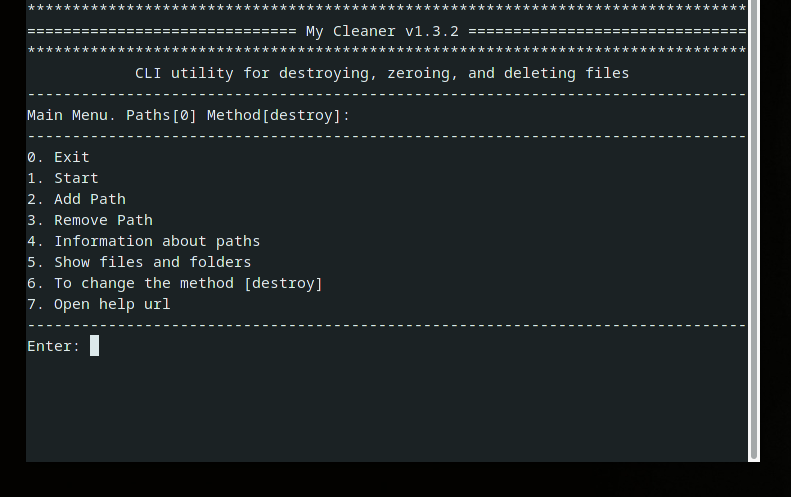 ********************************************************************************
============================== My Cleaner v1.3.2 ===============================
********************************************************************************
CLI utility for destroying, zeroing, and deleting files
--------------------------------------------------------------------------------
Main Menu. Paths[0] Method[destroy]:
--------------------------------------------------------------------------------
0. Exit
1. Start
2. Add Path
3. Remove Path
4. Information about paths
5. Show files and folders
6. To change the method [destroy]
7. Open help url
--------------------------------------------------------------------------------
Enter: